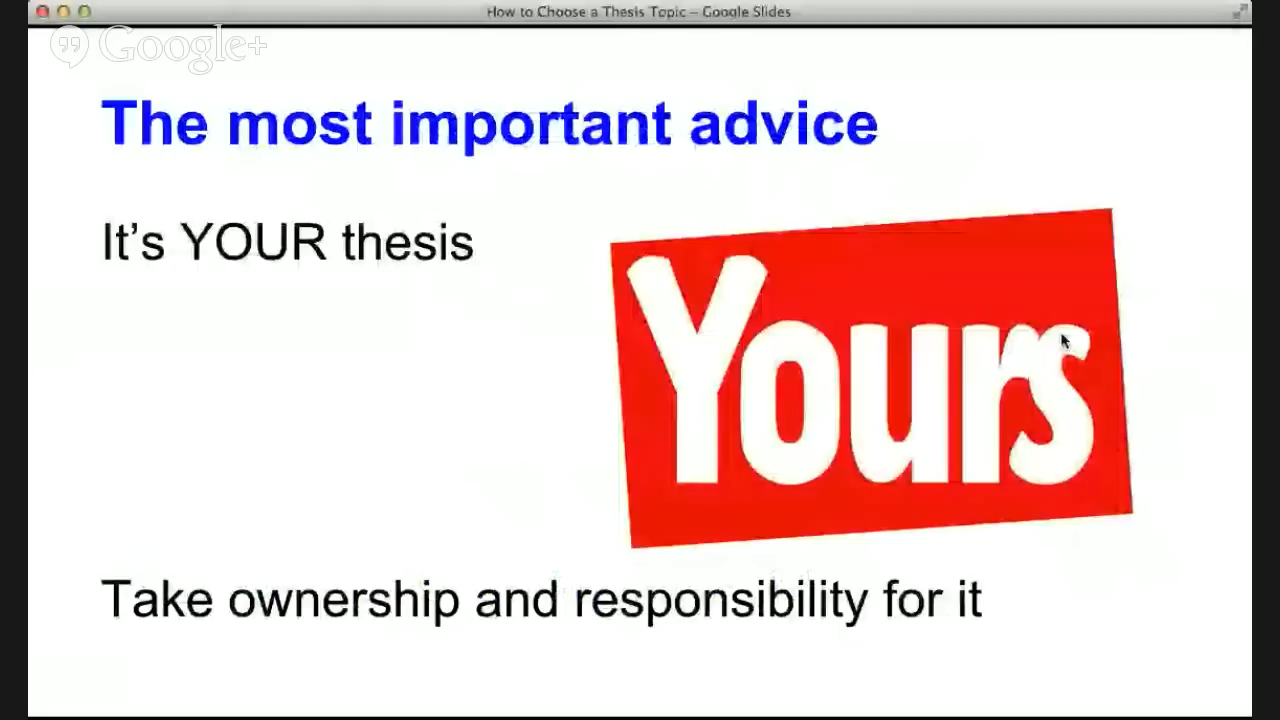 How to Choose a Thesis Topic – Google Slides
Google+
The most important advice
It’s YOUR thesis
Yours
Take ownership and responsibility for it